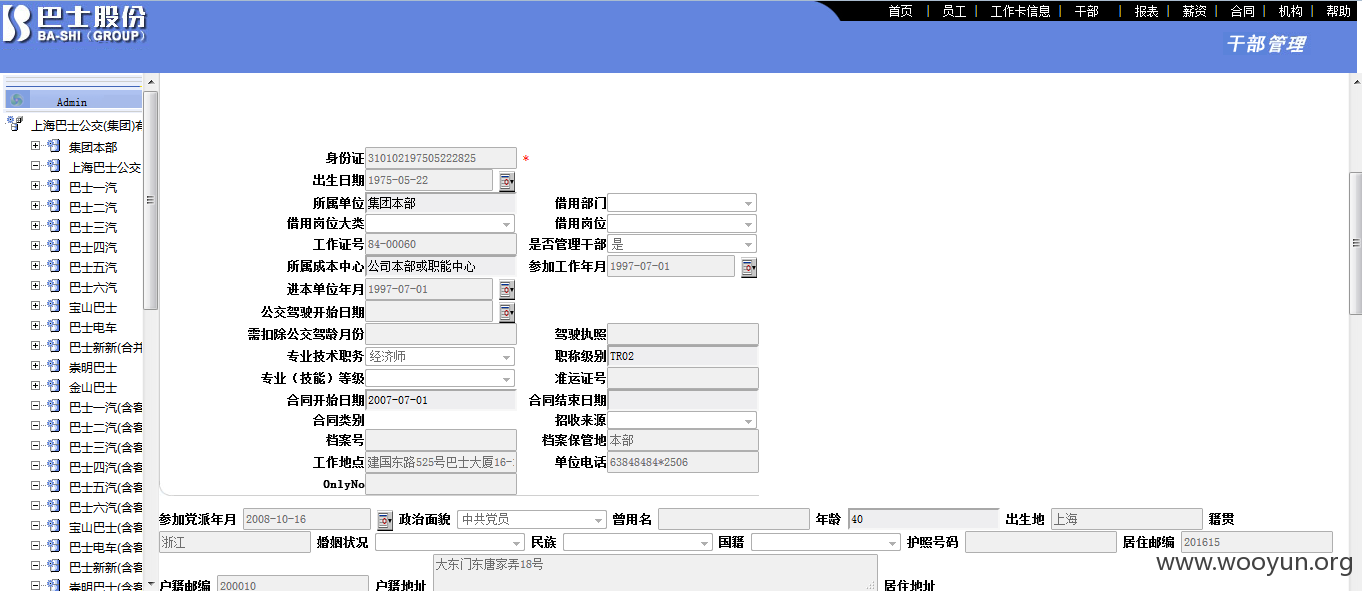 巴士股份
BA-SHI (GROUP)
首页 | 员工 | 工作卡信息 | 干部 | 报表 | 薪资 | 合同 | 机构 | 帮助
干部管理
Admin
上海巴士公交(集团)有
集团本部
上海巴士公交
巴士一汽
巴士二汽
巴士三汽
巴士四汽
巴士五汽
巴士六汽
宝山巴士
巴士电车
巴士新新(合并
崇明巴士
金山巴士
巴士一汽(含客
巴士二汽(含客
巴士三汽(含客
巴士四汽(含客
巴士五汽(含客
巴士六汽(含客
宝山巴士(含客
巴士电车(含客
巴士新新(含客
崇明巴士(含客
身份证 310102197505222825 *
出生日期 1975-05-22
所属单位 集团本部 借用部门
借用岗位大类 借用岗位
工作证号 84-00060 是否管理干部 是
所属成本中心 公司本部或职能中心 参加工作年月 1997-07-01
进本单位年月 1997-07-01
公交驾驶开始日期
需扣除公交驾龄月份 驾驶执照
专业技术职务 经济师 职称级别 TR02
专业（技能）等级 准运证号
合同开始日期 2007-07-01 合同结束日期
合同类别 招收来源
档案号 档案保管地 本部
工作地点 建国东路525号巴士大厦16- 单位电话 63848484*2506
OnlyNo
参加党派年月 2008-10-16 政治面貌 中共党员 曾用名 年龄 40 出生地 上海 籍贯
浙江 婚姻状况 民族 国籍 护照号码 居住邮编 201615
户籍邮编 200010 户籍地址 大东门东唐家弄18号 居住地址
www.wooyun.org